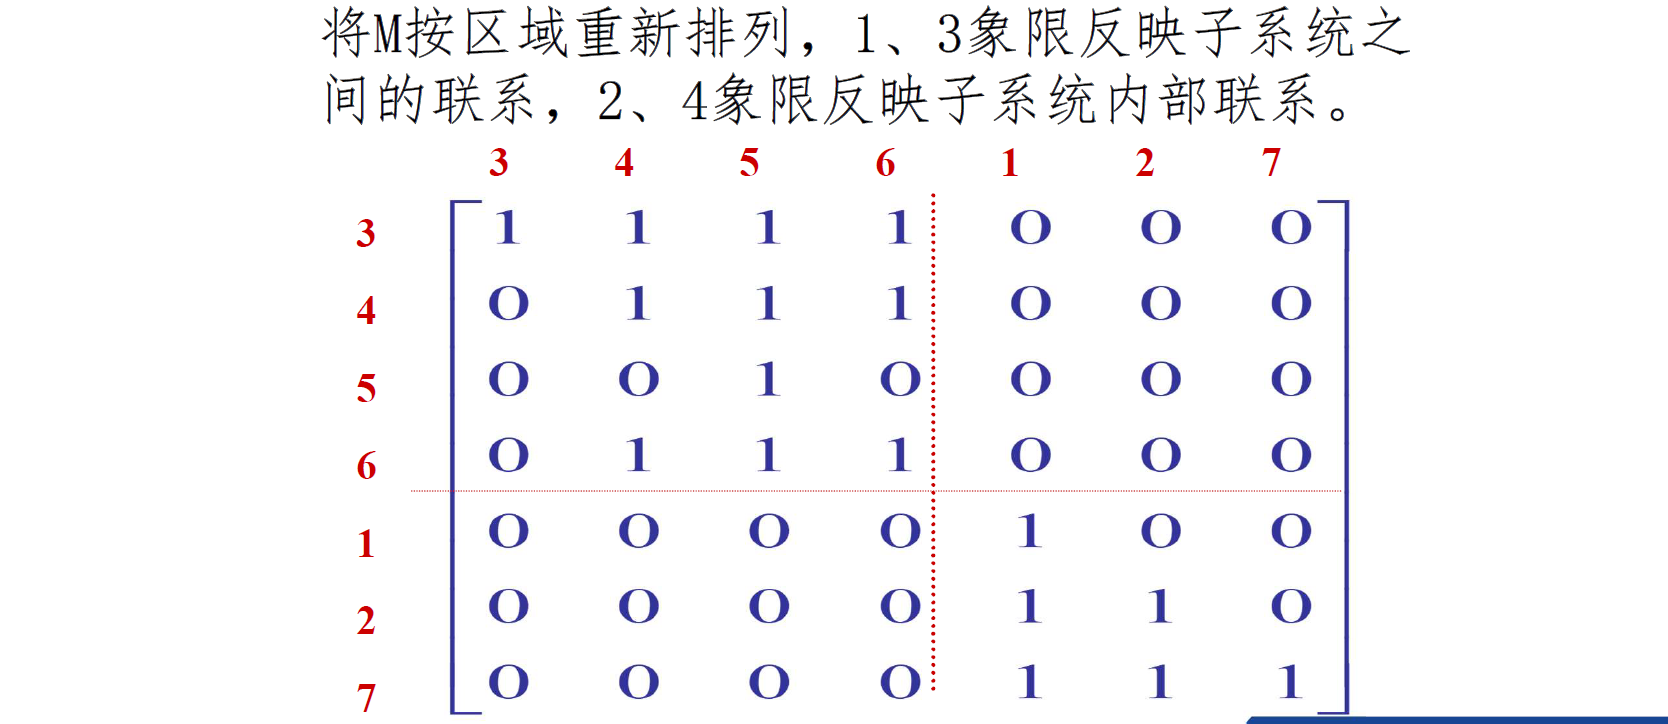 将M按区域重新排列，1、3象限反映子系统之
间的联系，2、4象限反映子系统内部联系。
3 4 5 6 1 2 7
3 1 1 1 1 0 0 0
4 0 1 1 1 0 0 0
5 0 0 1 0 0 0 0
6 0 1 1 1 0 0 0
1 0 0 0 0 1 0 0
2 0 0 0 0 1 1 0
7 0 0 0 0 1 1 1